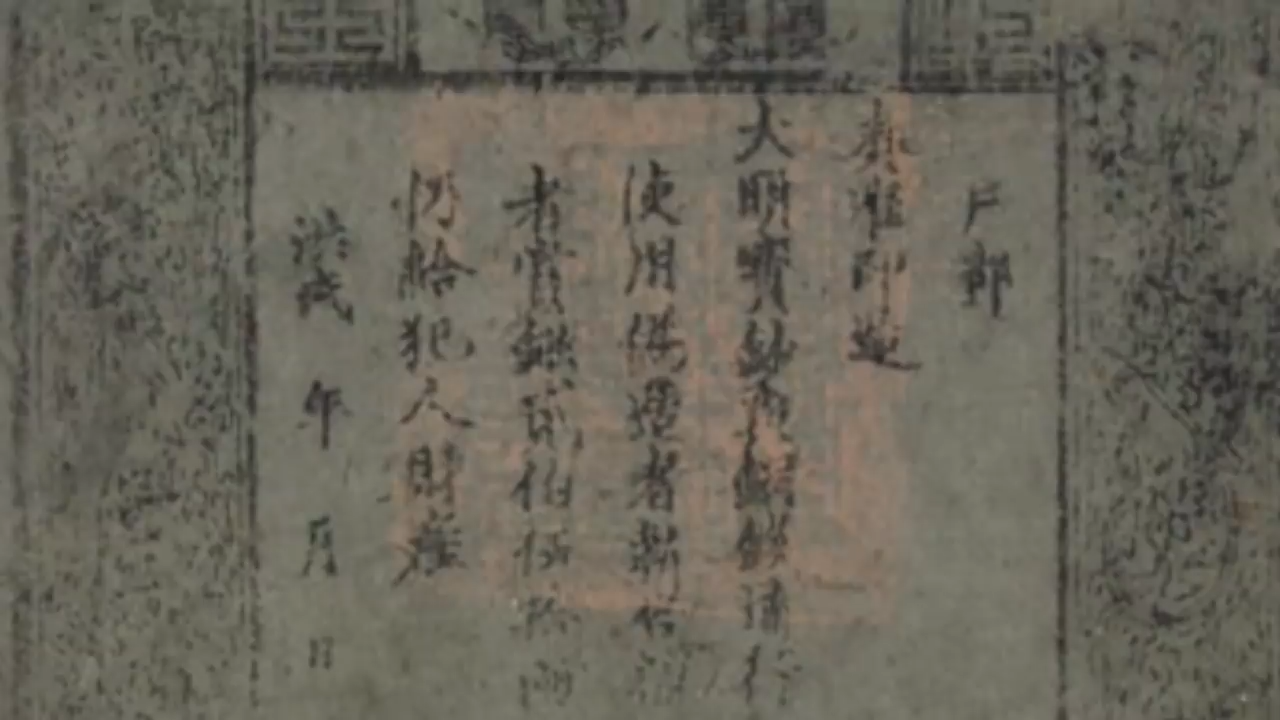 戶部
奏准印造
大明寶鈔與銅錢通行
使用偽造者斬告捕
者賞銀貳伯伍拾兩
仍給犯人財產
洪武 年 月 日